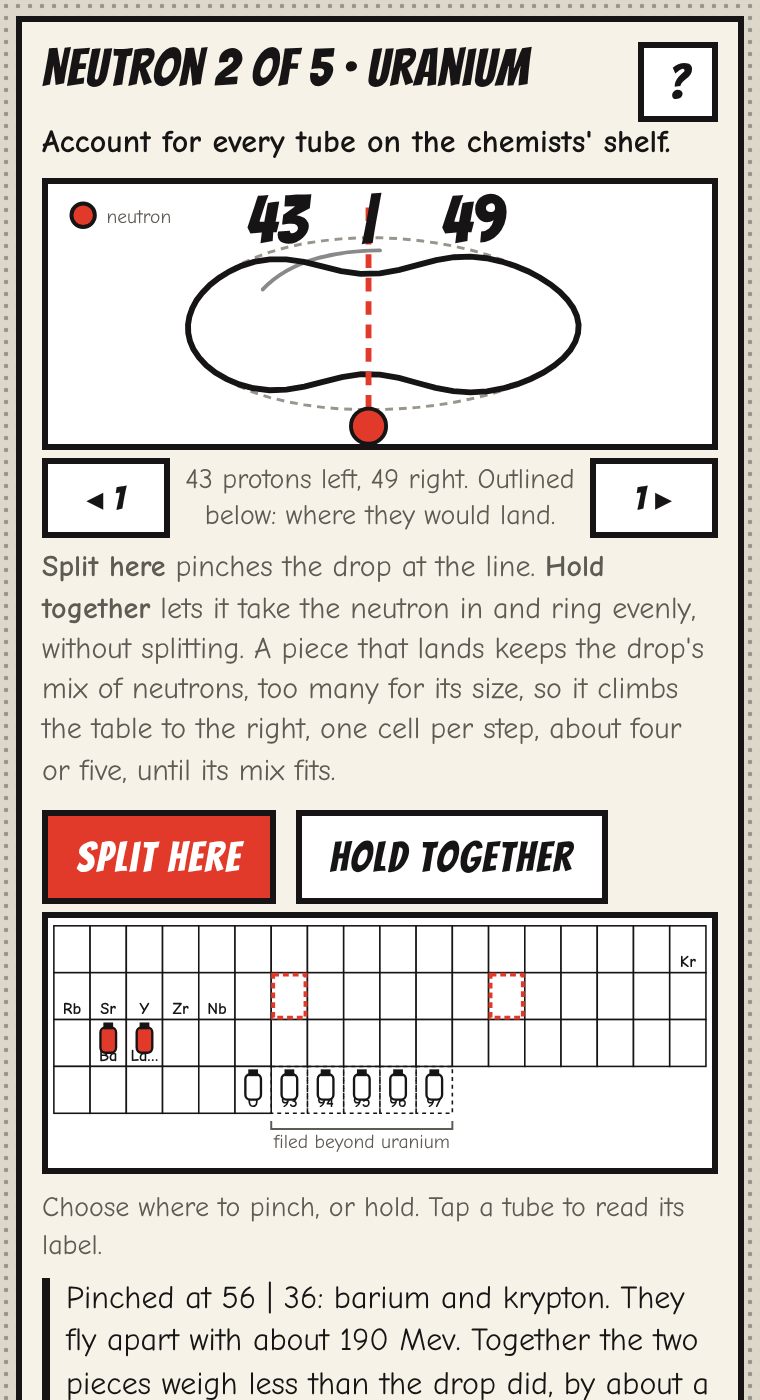 NEUTRON 2 OF 5 • URANIUM
?
Account for every tube on the chemists' shelf.
neutron
43 | 49
◂ 1
43 protons left, 49 right. Outlined
below: where they would land.
1 ▸
Split here pinches the drop at the line. Hold
together lets it take the neutron in and ring evenly,
without splitting. A piece that lands keeps the drop's
mix of neutrons, too many for its size, so it climbs
the table to the right, one cell per step, about four
or five, until its mix fits.
SPLIT HERE
HOLD TOGETHER
Kr
Rb Sr Y Zr Nb
Ba La...
93 94 95 96 97
filed beyond uranium
Choose where to pinch, or hold. Tap a tube to read its
label.
Pinched at 56 | 36: barium and krypton. They
fly apart with about 190 Mev. Together the two
pieces weigh less than the drop did, by about a